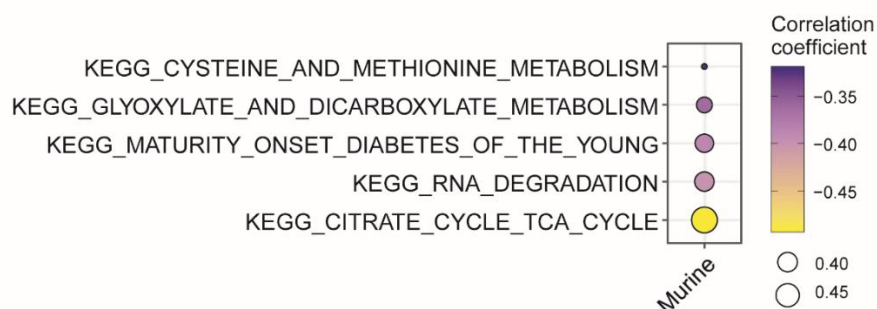 KEGG_CYSTEINE_AND_METHIONINE_METABOLISM
KEGG_GLYOXYLATE_AND_DICARBOXYLATE_METABOLISM
KEGG_MATURITY_ONSET_DIABETES_OF_THE_YOUNG
KEGG_RNA_DEGRADATION
KEGG_CITRATE_CYCLE_TCA_CYCLE
Murine
Correlation
coefficient
−0.35
−0.40
−0.45
0.40
0.45